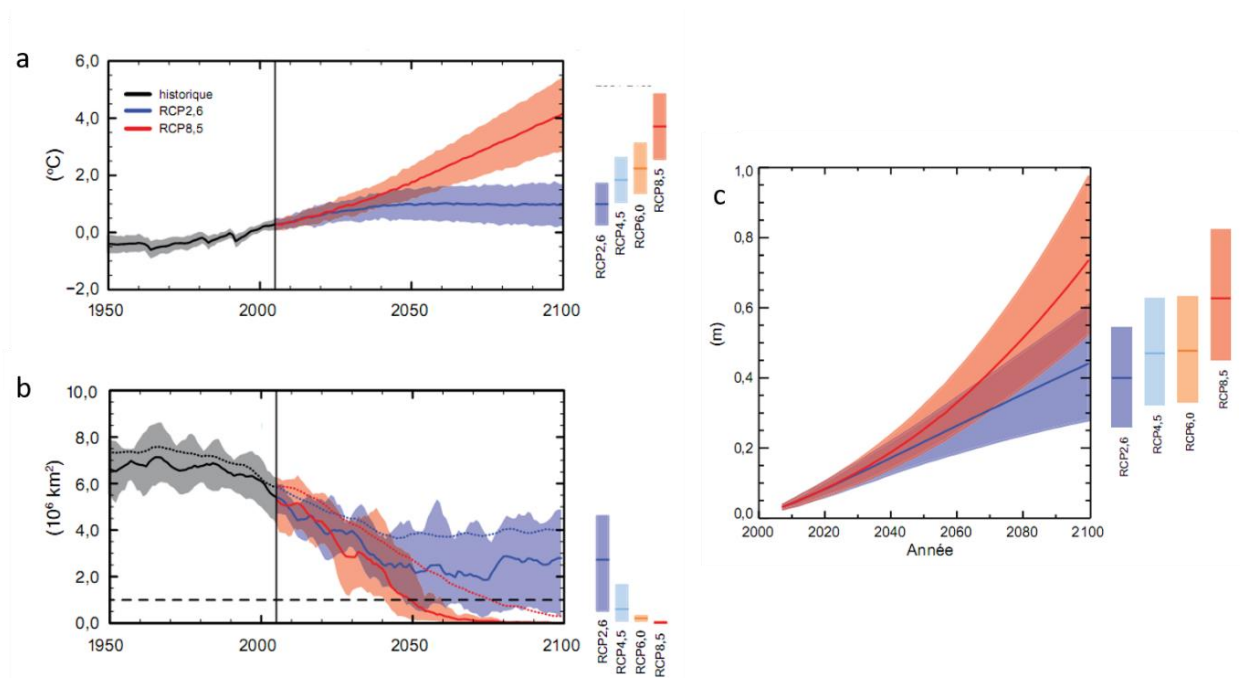 a
6,0
4,0
2,0
0,0
−2,0
(°C)
historique
RCP2,6
RCP8,5
1950
2000
2050
2100
RCP2,6
RCP4,5
RCP6,0
RCP8,5
b
10,0
8,0
6,0
4,0
2,0
0,0
(10⁶ km²)
1950
2000
2050
2100
RCP2,6
RCP4,5
RCP6,0
RCP8,5
c
1,0
0,8
0,6
0,4
0,2
0,0
(m)
2000
2020
2040
2060
2080
2100
Année
RCP2,6
RCP4,5
RCP6,0
RCP8,5